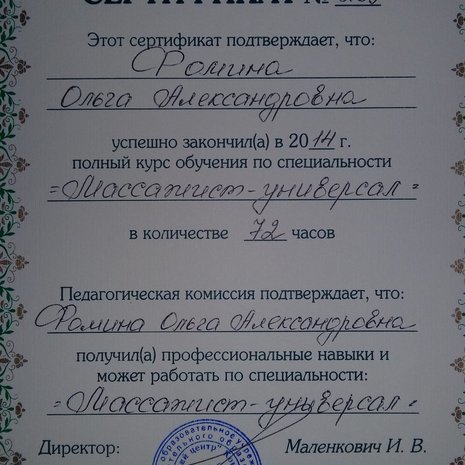 СЕРТИФИКАТ №
Этот сертификат подтверждает, что:
Фомина
Ольга Александровна
успешно закончил(а) в 2014 г.
полный курс обучения по специальности
"Массажист-универсал"
в количестве 72 часов
Педагогическая комиссия подтверждает, что:
Фомина Ольга Александровна
получил(а) профессиональные навыки и
может работать по специальности:
"Массажист-универсал"
Директор: Маленкович И. В.